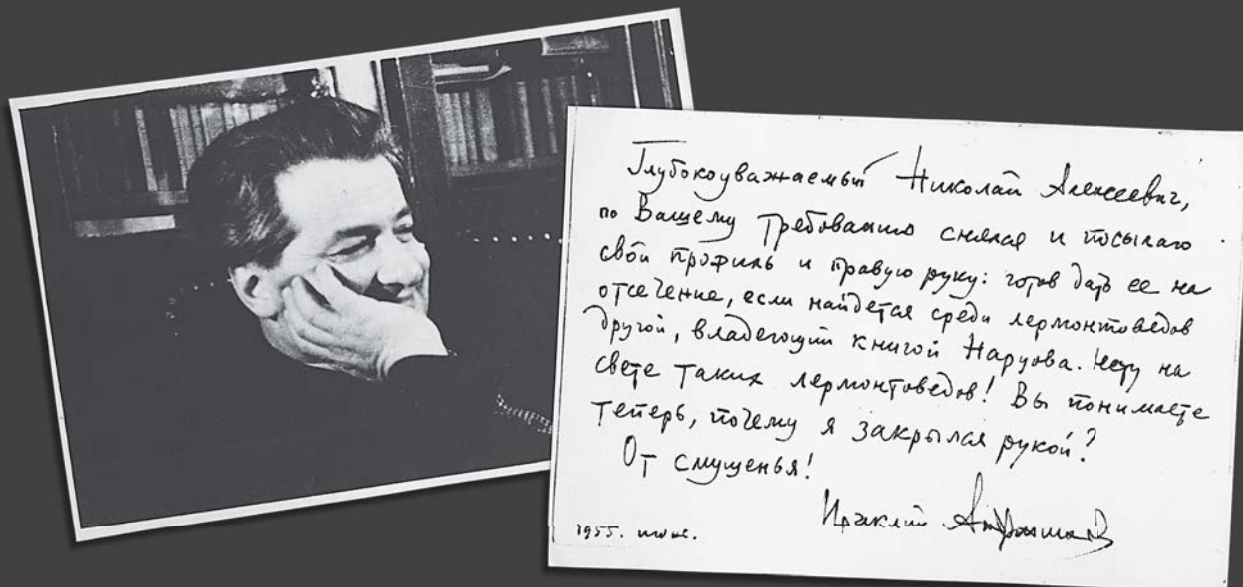 Глубокоуважаемый Николай Алексеевич,
по Вашему требованию снялся и посылаю
свой профиль и правую руку: готов дать ее на
отсечение, если найдется среди лермонтоведов
другой, владеющий книгой Нарцова. Нету на
свете таких лермонтоведов! Вы понимаете
теперь, почему я закрылся рукой?
От смущенья!
Ираклий Андроников
1955. июнь.